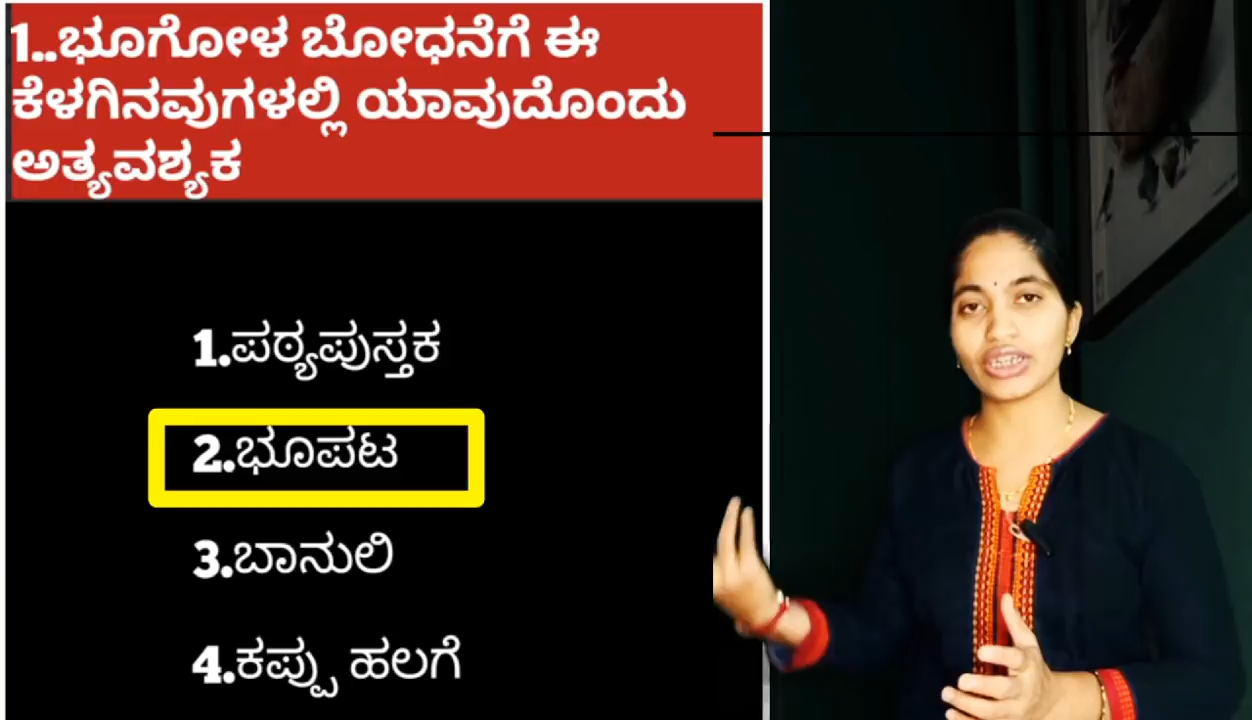 1..ಭೂಗೋಳ ಬೋಧನೆಗೆ ಈ
ಕೆಳಗಿನವುಗಳಲ್ಲಿ ಯಾವುದೊಂದು
ಅತ್ಯವಶ್ಯಕ
1.ಪಠ್ಯಪುಸ್ತಕ
2.ಭೂಪಟ
3.ಬಾನುಲಿ
4.ಕಪ್ಪು ಹಲಗೆ